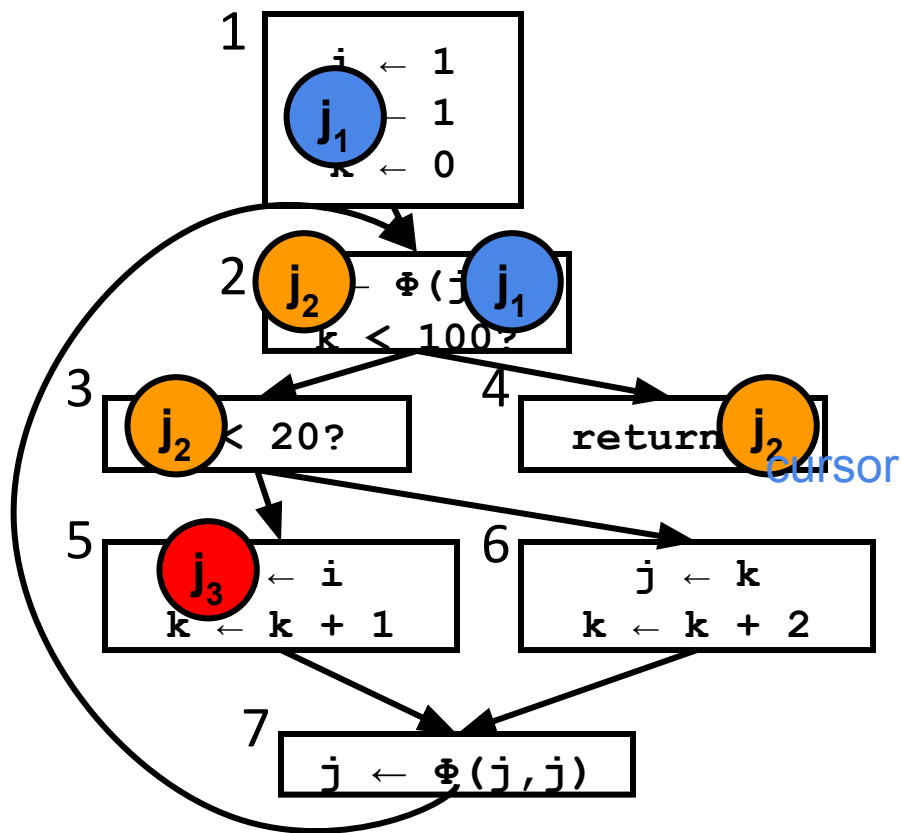 1
← 1
j₁ ← 1
← 0
2
j₂ ← Φ(j j₁
k < 100?
3
j₂ < 20?
4
return j₂
cursor
5
j₃ ← i
k ← k + 1
6
j ← k
k ← k + 2
7
j ← Φ(j,j)